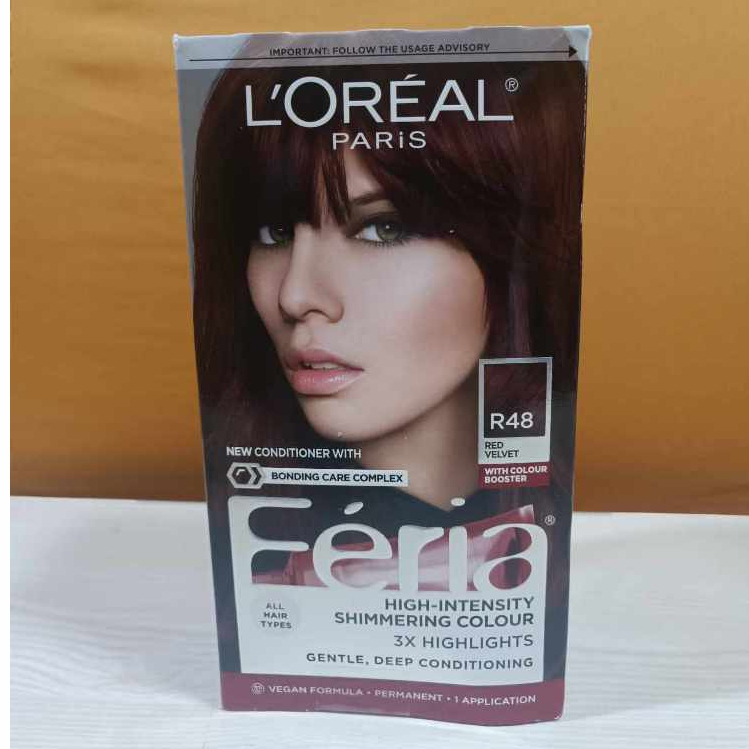 IMPORTANT: FOLLOW THE USAGE ADVISORY
L'ORÉAL®
PARiS
R48
RED
VELVET
WITH COLOUR
BOOSTER
NEW CONDITIONER WITH
BONDING CARE COMPLEX
Féria®
ALL
HAIR
TYPES
HIGH-INTENSITY
SHIMMERING COLOUR
3X HIGHLIGHTS
GENTLE, DEEP CONDITIONING
VEGAN FORMULA • PERMANENT • 1 APPLICATION